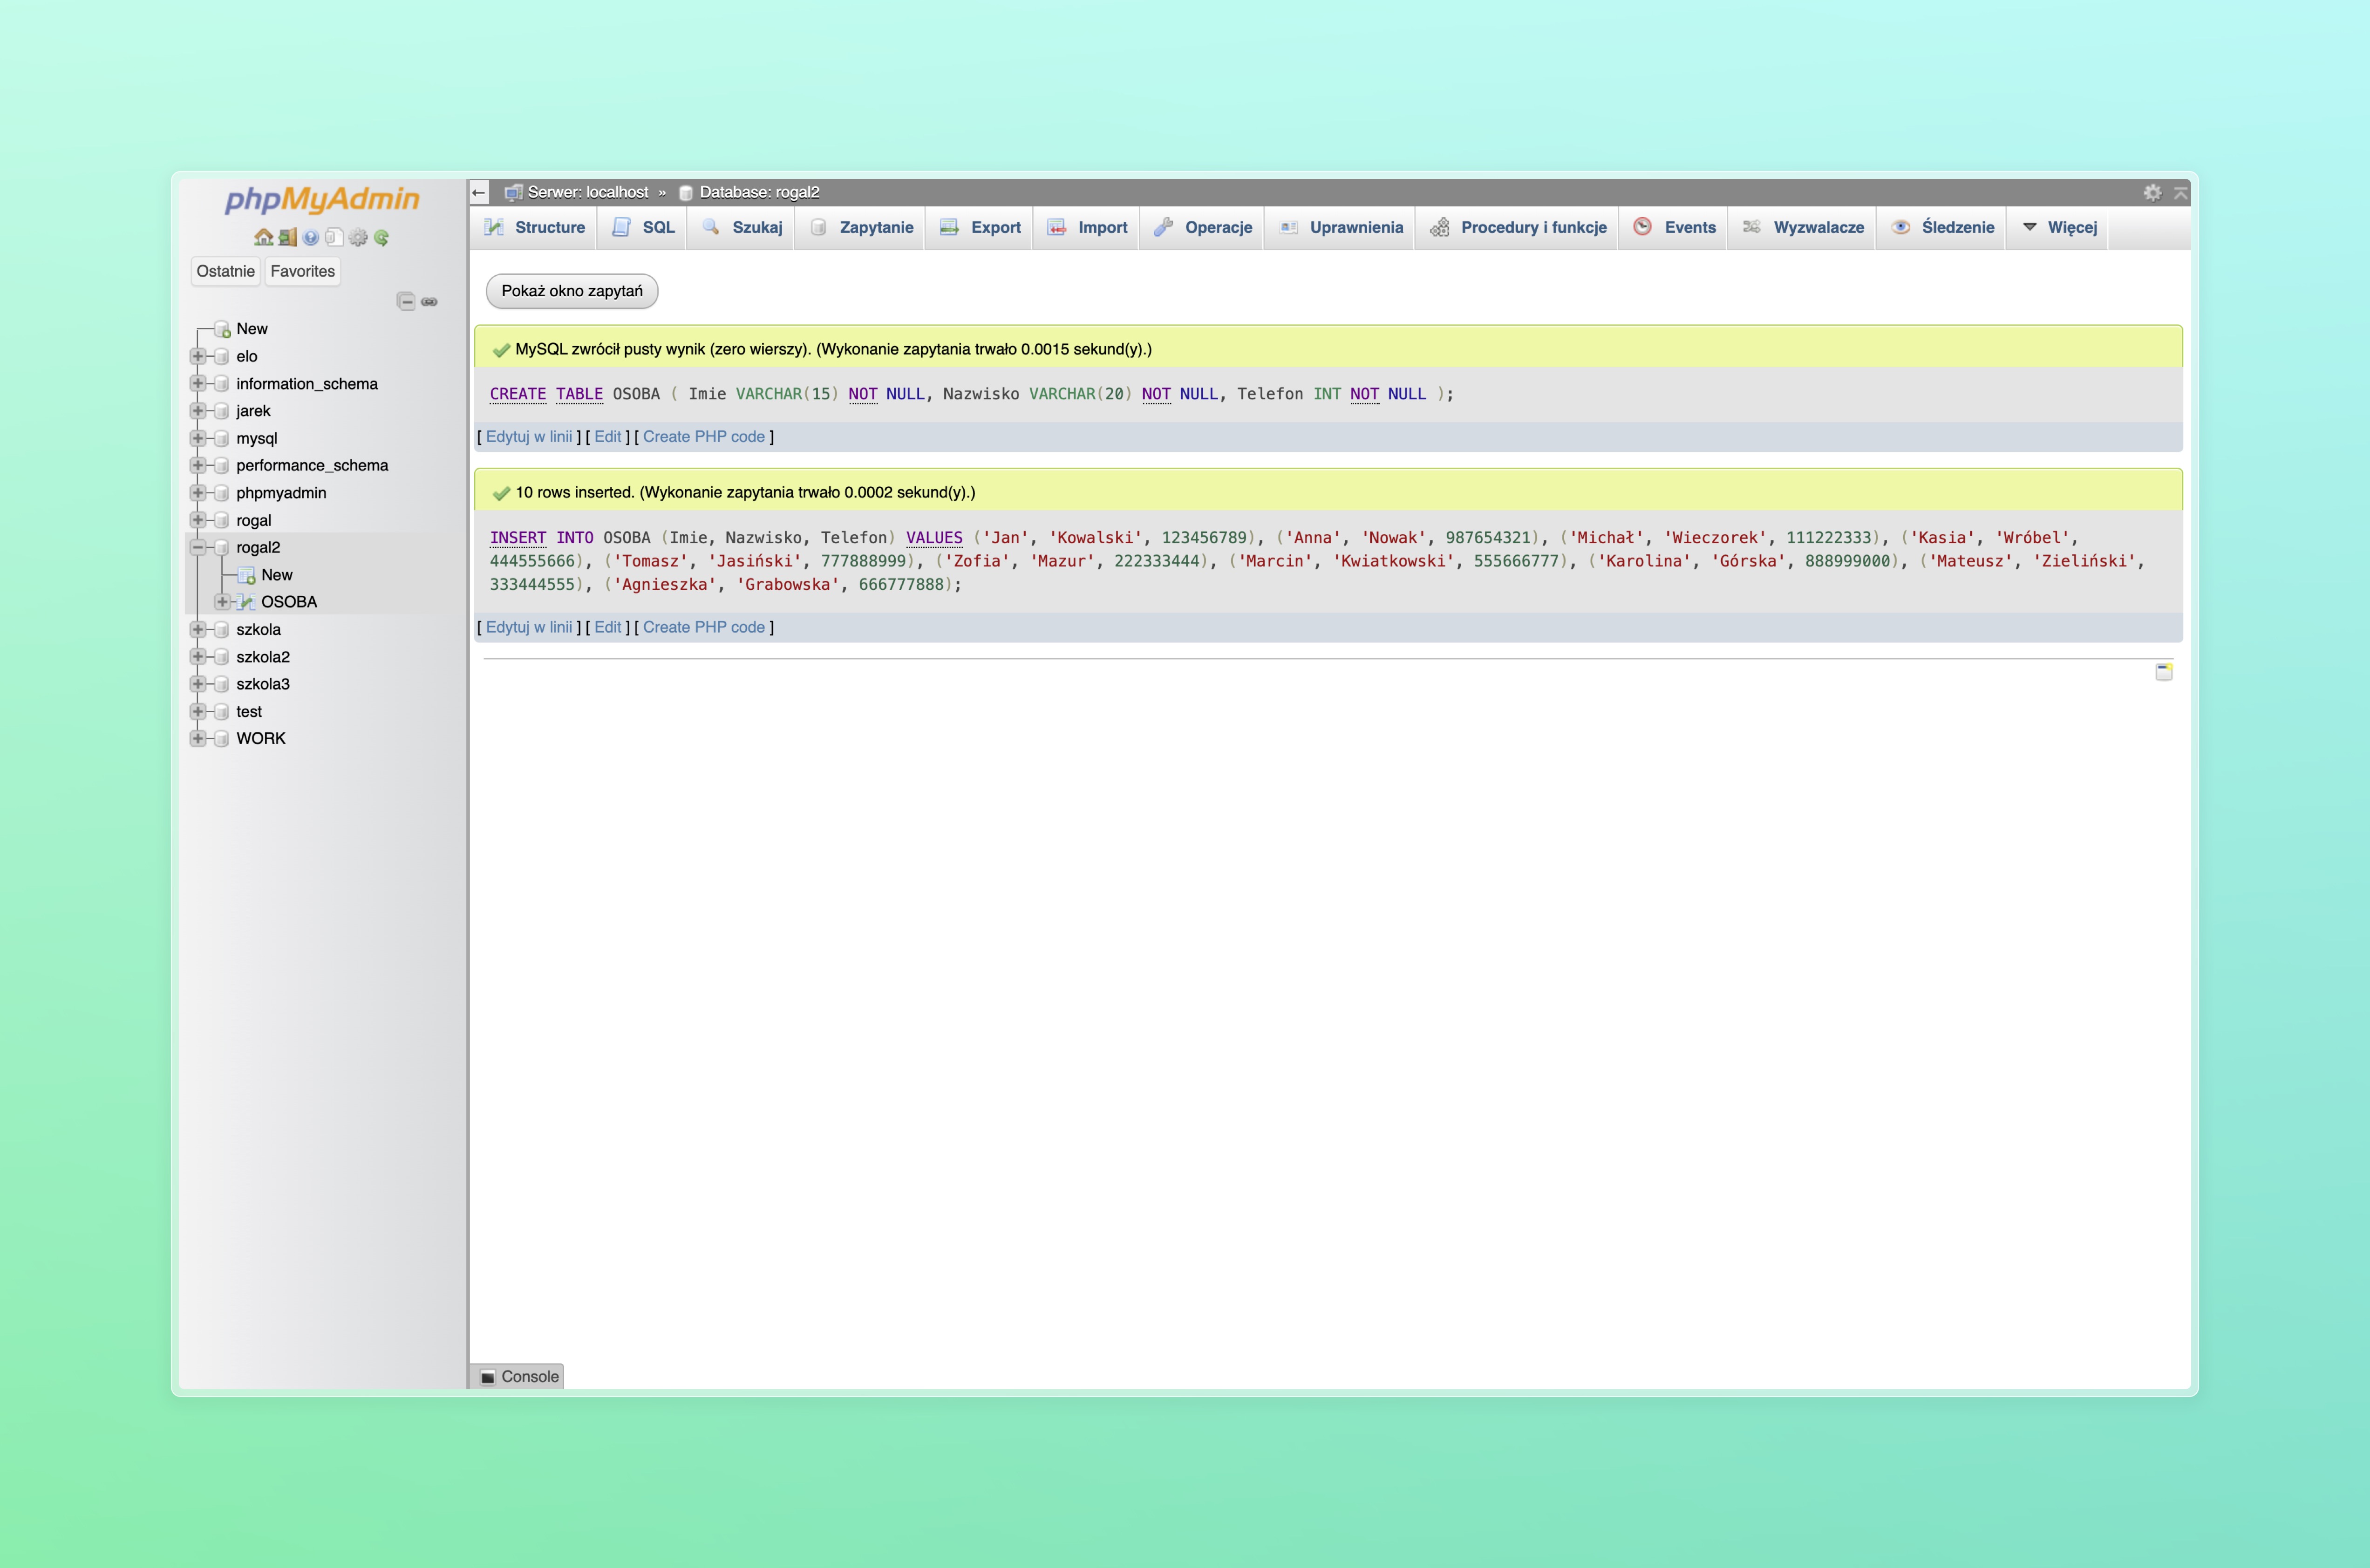 phpMyAdmin
Ostatnie Favorites
New
elo
information_schema
jarek
mysql
performance_schema
phpmyadmin
rogal
rogal2
New
OSOBA
szkola
szkola2
szkola3
test
WORK
Serwer: localhost » Database: rogal2
Structure SQL Szukaj Zapytanie Export Import Operacje Uprawnienia Procedury i funkcje Events Wyzwalacze Śledzenie Więcej
Pokaż okno zapytań
MySQL zwrócił pusty wynik (zero wierszy). (Wykonanie zapytania trwało 0.0015 sekund(y).)
CREATE TABLE OSOBA ( Imie VARCHAR(15) NOT NULL, Nazwisko VARCHAR(20) NOT NULL, Telefon INT NOT NULL );
[ Edytuj w linii ] [ Edit ] [ Create PHP code ]
10 rows inserted. (Wykonanie zapytania trwało 0.0002 sekund(y).)
INSERT INTO OSOBA (Imie, Nazwisko, Telefon) VALUES ('Jan', 'Kowalski', 123456789), ('Anna', 'Nowak', 987654321), ('Michał', 'Wieczorek', 111222333), ('Kasia', 'Wróbel',
444555666), ('Tomasz', 'Jasiński', 777888999), ('Zofia', 'Mazur', 222333444), ('Marcin', 'Kwiatkowski', 555666777), ('Karolina', 'Górska', 888999000), ('Mateusz', 'Zieliński',
333444555), ('Agnieszka', 'Grabowska', 666777888);
[ Edytuj w linii ] [ Edit ] [ Create PHP code ]
Console